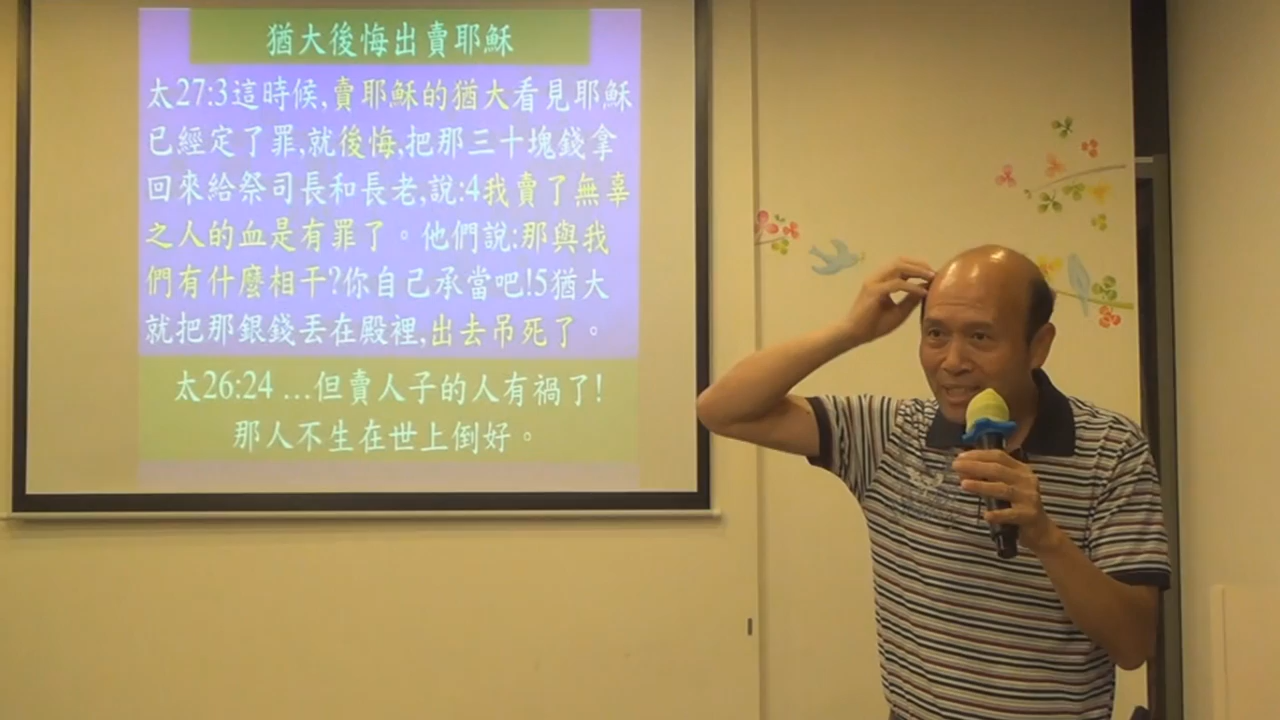 猶大後悔出賣耶穌
太27:3這時候,賣耶穌的猶大看見耶穌
已經定了罪,就後悔,把那三十塊錢拿
回來給祭司長和長老,說:4我賣了無辜
之人的血是有罪了。他們說:那與我
們有什麼相干?你自己承當吧!5猶大
就把那銀錢丟在殿裡,出去吊死了。
太26:24 …但賣人子的人有禍了!
那人不生在世上倒好。